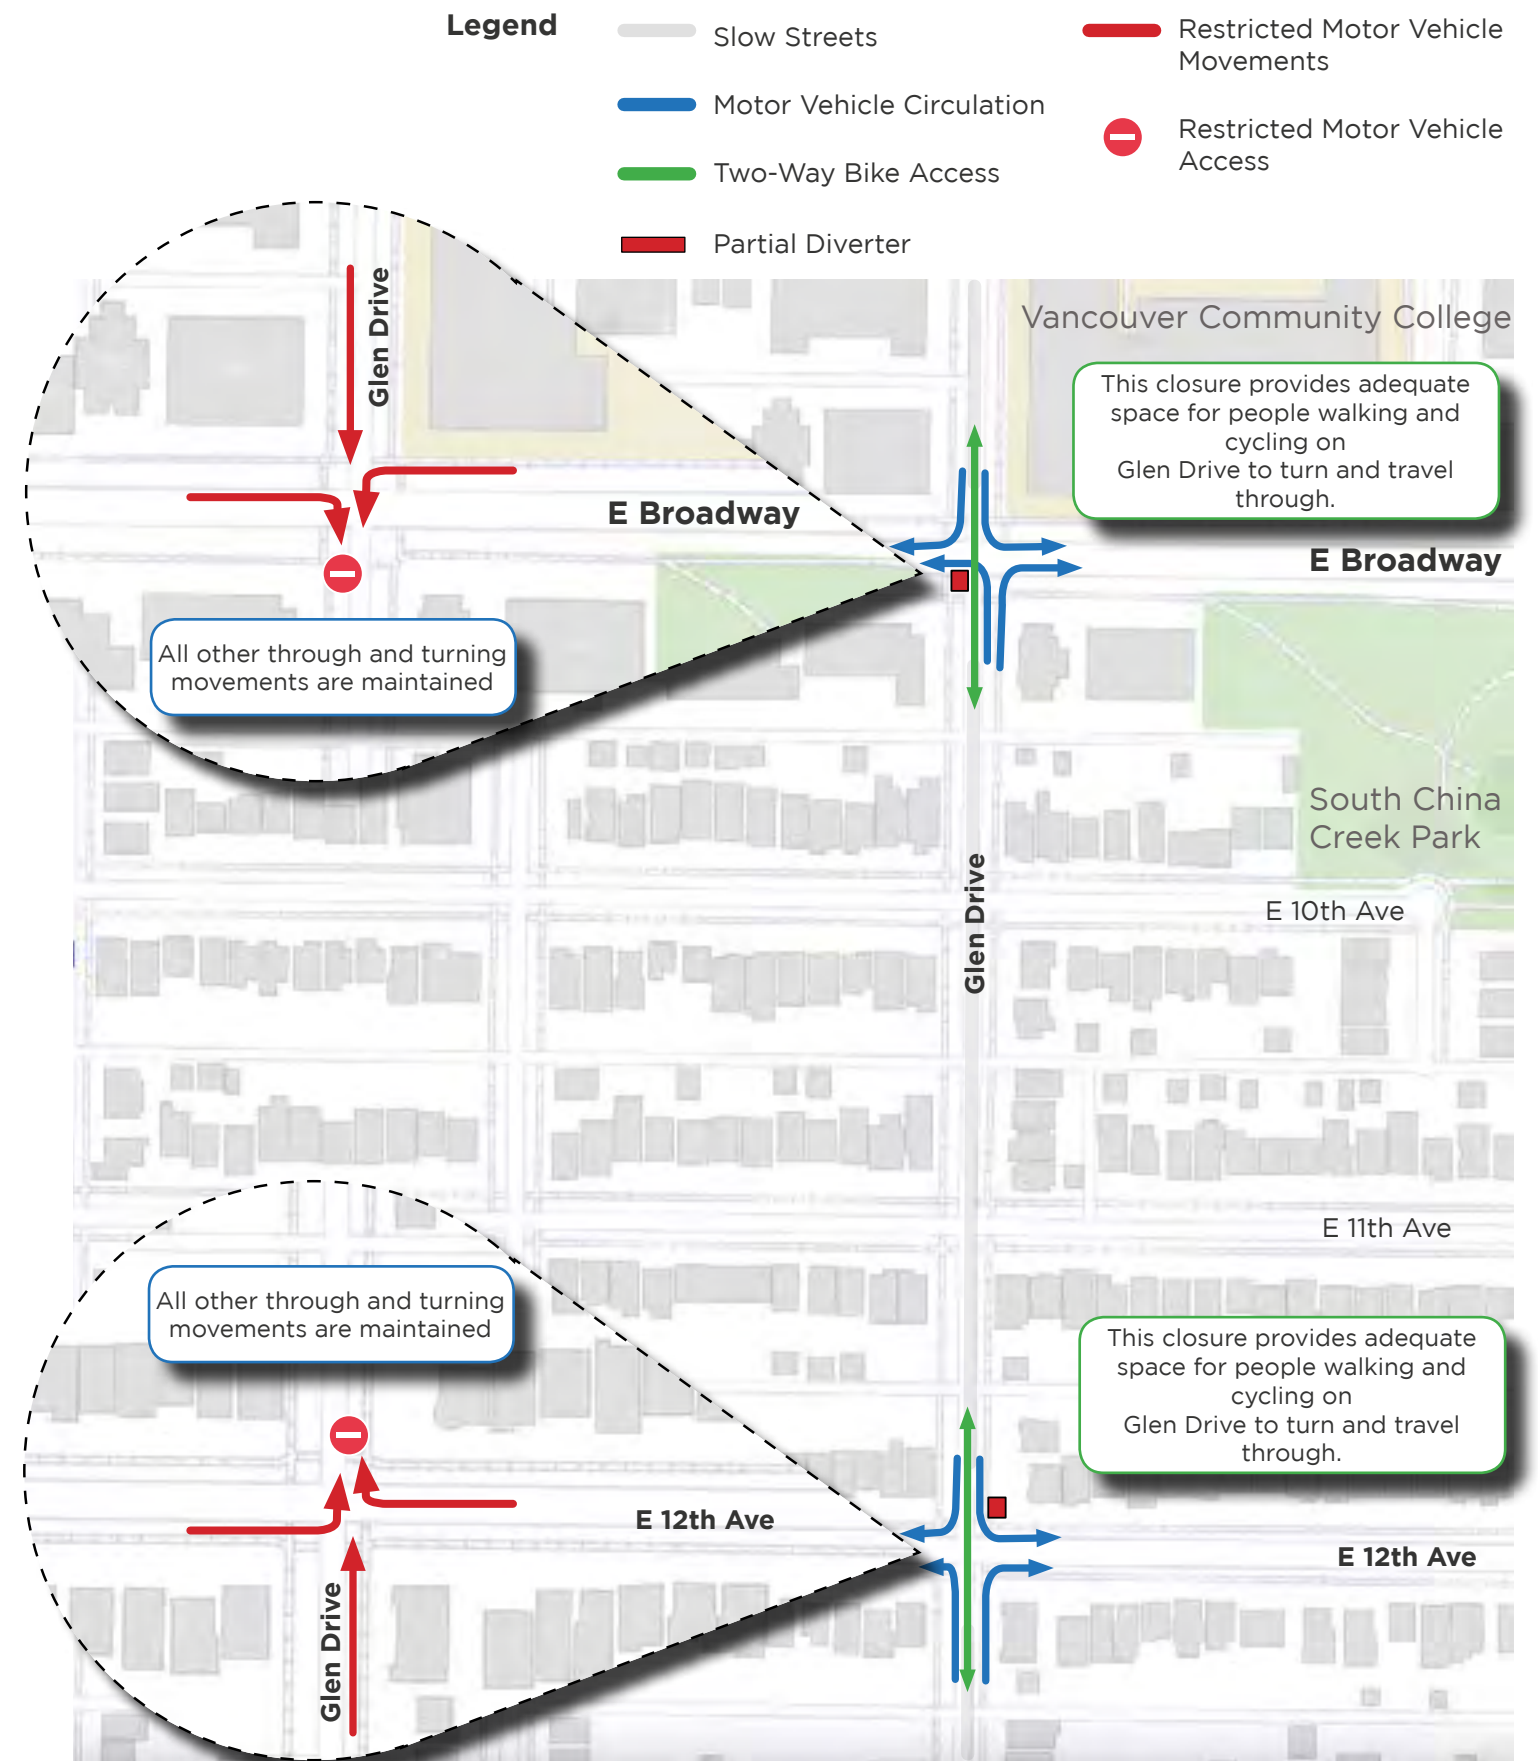 Legend
Slow Streets
Motor Vehicle Circulation
Two-Way Bike Access
Partial Diverter
Restricted Motor Vehicle
Movements
Restricted Motor Vehicle
Access
Glen Drive
E Broadway
All other through and turning
movements are maintained
Vancouver Community College
This closure provides adequate
space for people walking and
cycling on
Glen Drive to turn and travel
through.
E Broadway
South China
Creek Park
Glen Drive
E 10th Ave
E 11th Ave
All other through and turning
movements are maintained
E 12th Ave
Glen Drive
This closure provides adequate
space for people walking and
cycling on
Glen Drive to turn and travel
through.
E 12th Ave